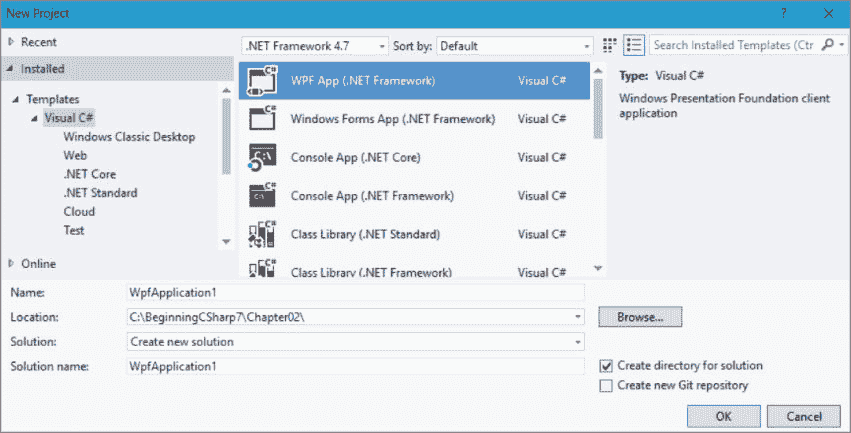 New Project
Recent
.NET Framework 4.7
Sort by: Default
Search Installed Templates (Ctr
Installed
Templates
Visual C#
Windows Classic Desktop
Web
.NET Core
.NET Standard
Cloud
Test
Online
WPF App (.NET Framework) Visual C#
Windows Forms App (.NET Framework) Visual C#
Console App (.NET Core) Visual C#
Console App (.NET Framework) Visual C#
Class Library (.NET Standard) Visual C#
Class Library (.NET Framework) Visual C#
Type: Visual C#
Windows Presentation Foundation client
application
Name: WpfApplication1
Location: C:\BeginningCSharp7\Chapter02\
Browse...
Solution: Create new solution
Solution name: WpfApplication1
Create directory for solution
Create new Git repository
OK
Cancel